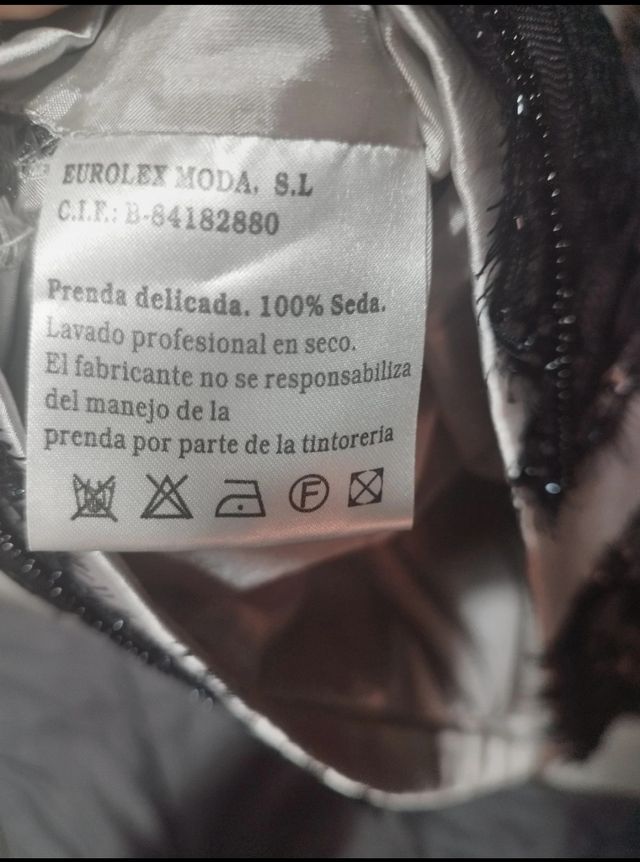 EUROLEX MODA. S.L
C.I.F.: B-84182880
Prenda delicada. 100% Seda.
Lavado profesional en seco.
El fabricante no se responsabiliza
del manejo de la
prenda por parte de la tintoreria
F